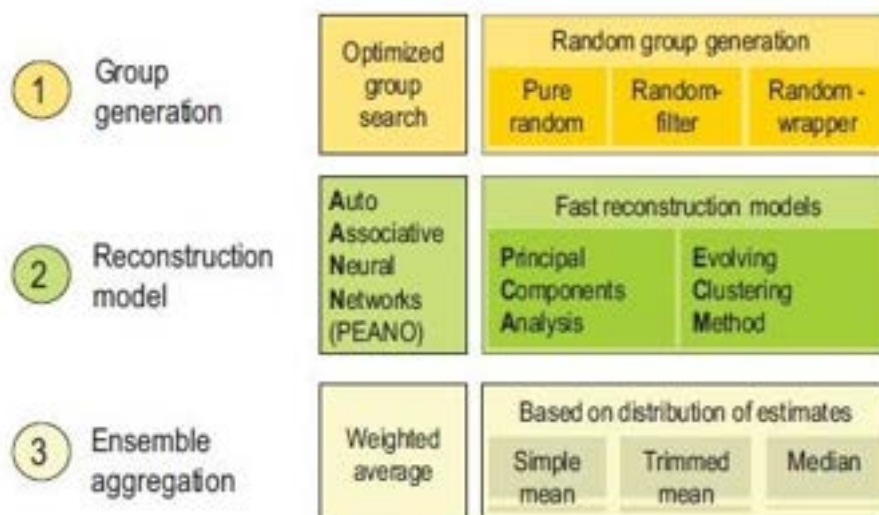 1
Group
generation
Optimized
group
search
Random group generation
Pure
random
Random-
filter
Random -
wrapper
2
Reconstruction
model
Auto
Associative
Neural
Networks
(PEANO)
Fast reconstruction models
Principal
Components
Analysis
Evolving
Clustering
Method
3
Ensemble
aggregation
Weighted
average
Based on distribution of estimates
Simple
mean
Trimmed
mean
Median